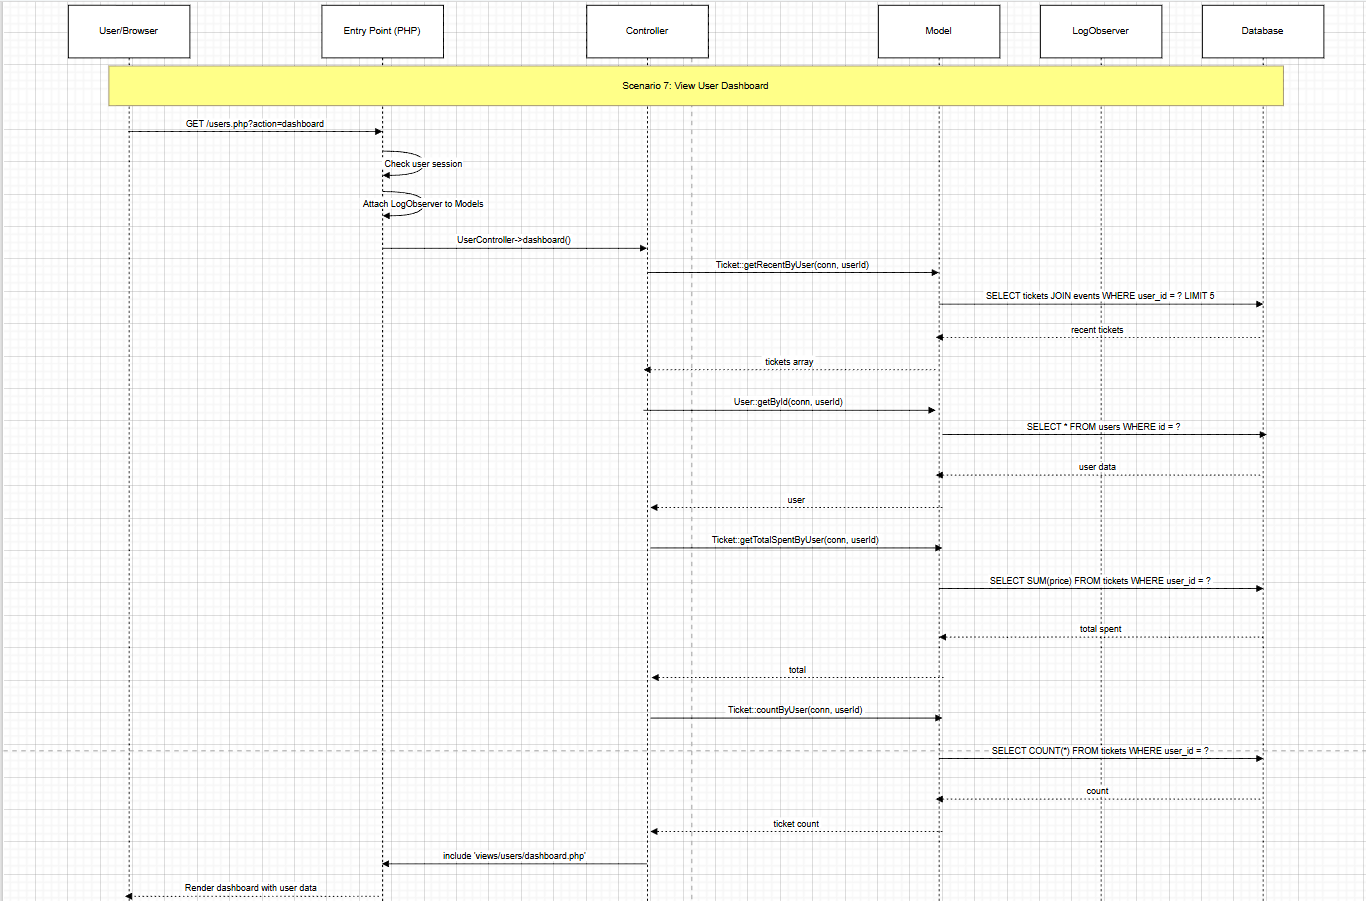 User/Browser
Entry Point (PHP)
Controller
Model
LogObserver
Database
Scenario 7: View User Dashboard
GET /users.php?action=dashboard
Check user session
Attach LogObserver to Models
UserController->dashboard()
Ticket::getRecentByUser(conn, userId)
SELECT tickets JOIN events WHERE user_id = ? LIMIT 5
recent tickets
tickets array
User::getById(conn, userId)
SELECT * FROM users WHERE id = ?
user data
user
Ticket::getTotalSpentByUser(conn, userId)
SELECT SUM(price) FROM tickets WHERE user_id = ?
total spent
total
Ticket::countByUser(conn, userId)
SELECT COUNT(*) FROM tickets WHERE user_id = ?
count
ticket count
include 'views/users/dashboard.php'
Render dashboard with user data